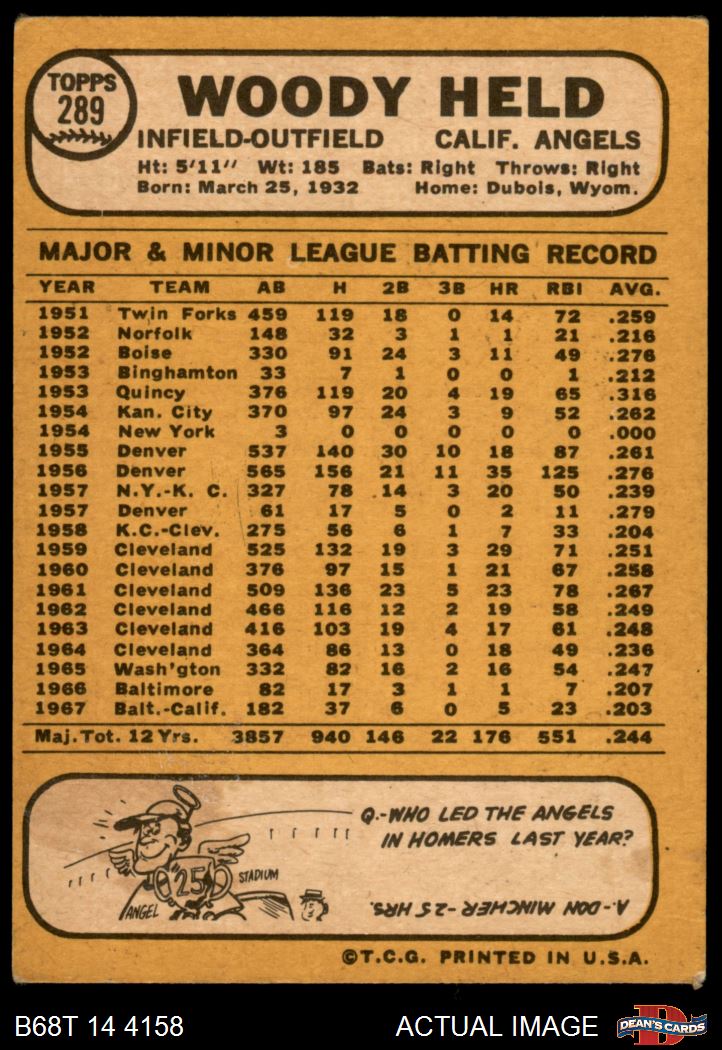 TOPPS
289
WOODY HELD
INFIELD-OUTFIELD CALIF. ANGELS
Ht: 5'11" Wt: 185 Bats: Right Throws: Right
Born: March 25, 1932 Home: Dubois, Wyom.
MAJOR & MINOR LEAGUE BATTING RECORD
YEAR TEAM AB H 2B 3B HR RBI AVG.
1951 Twin Forks 459 119 18 0 14 72 .259
1952 Norfolk 148 32 3 1 1 21 .216
1952 Boise 330 91 24 3 11 49 .276
1953 Binghamton 33 7 1 0 0 1 .212
1953 Quincy 376 119 20 4 19 65 .316
1954 Kan. City 370 97 24 3 9 52 .262
1954 New York 3 0 0 0 0 0 .000
1955 Denver 537 140 30 10 18 87 .261
1956 Denver 565 156 21 11 35 125 .276
1957 N.Y.-K. C. 327 78 14 3 20 50 .239
1957 Denver 61 17 5 0 2 11 .279
1958 K.C.-Clev. 275 56 6 1 7 33 .204
1959 Cleveland 525 132 19 3 29 71 .251
1960 Cleveland 376 97 15 1 21 67 .258
1961 Cleveland 509 136 23 5 23 78 .267
1962 Cleveland 466 116 12 2 19 58 .249
1963 Cleveland 416 103 19 4 17 61 .248
1964 Cleveland 364 86 13 0 18 49 .236
1965 Wash'gton 332 82 16 2 16 54 .247
1966 Baltimore 82 17 3 1 1 7 .207
1967 Balt.-Calif. 182 37 6 0 5 23 .203
Maj. Tot. 12 Yrs. 3857 940 146 22 176 551 .244
Q.-WHO LED THE ANGELS
IN HOMERS LAST YEAR?
25
ANGEL STADIUM
A.-DON MINCHER-25 HRS.
©T.C.G. PRINTED IN U.S.A.
B68T 14 4158 ACTUAL IMAGE
D
DEAN'S CARDS